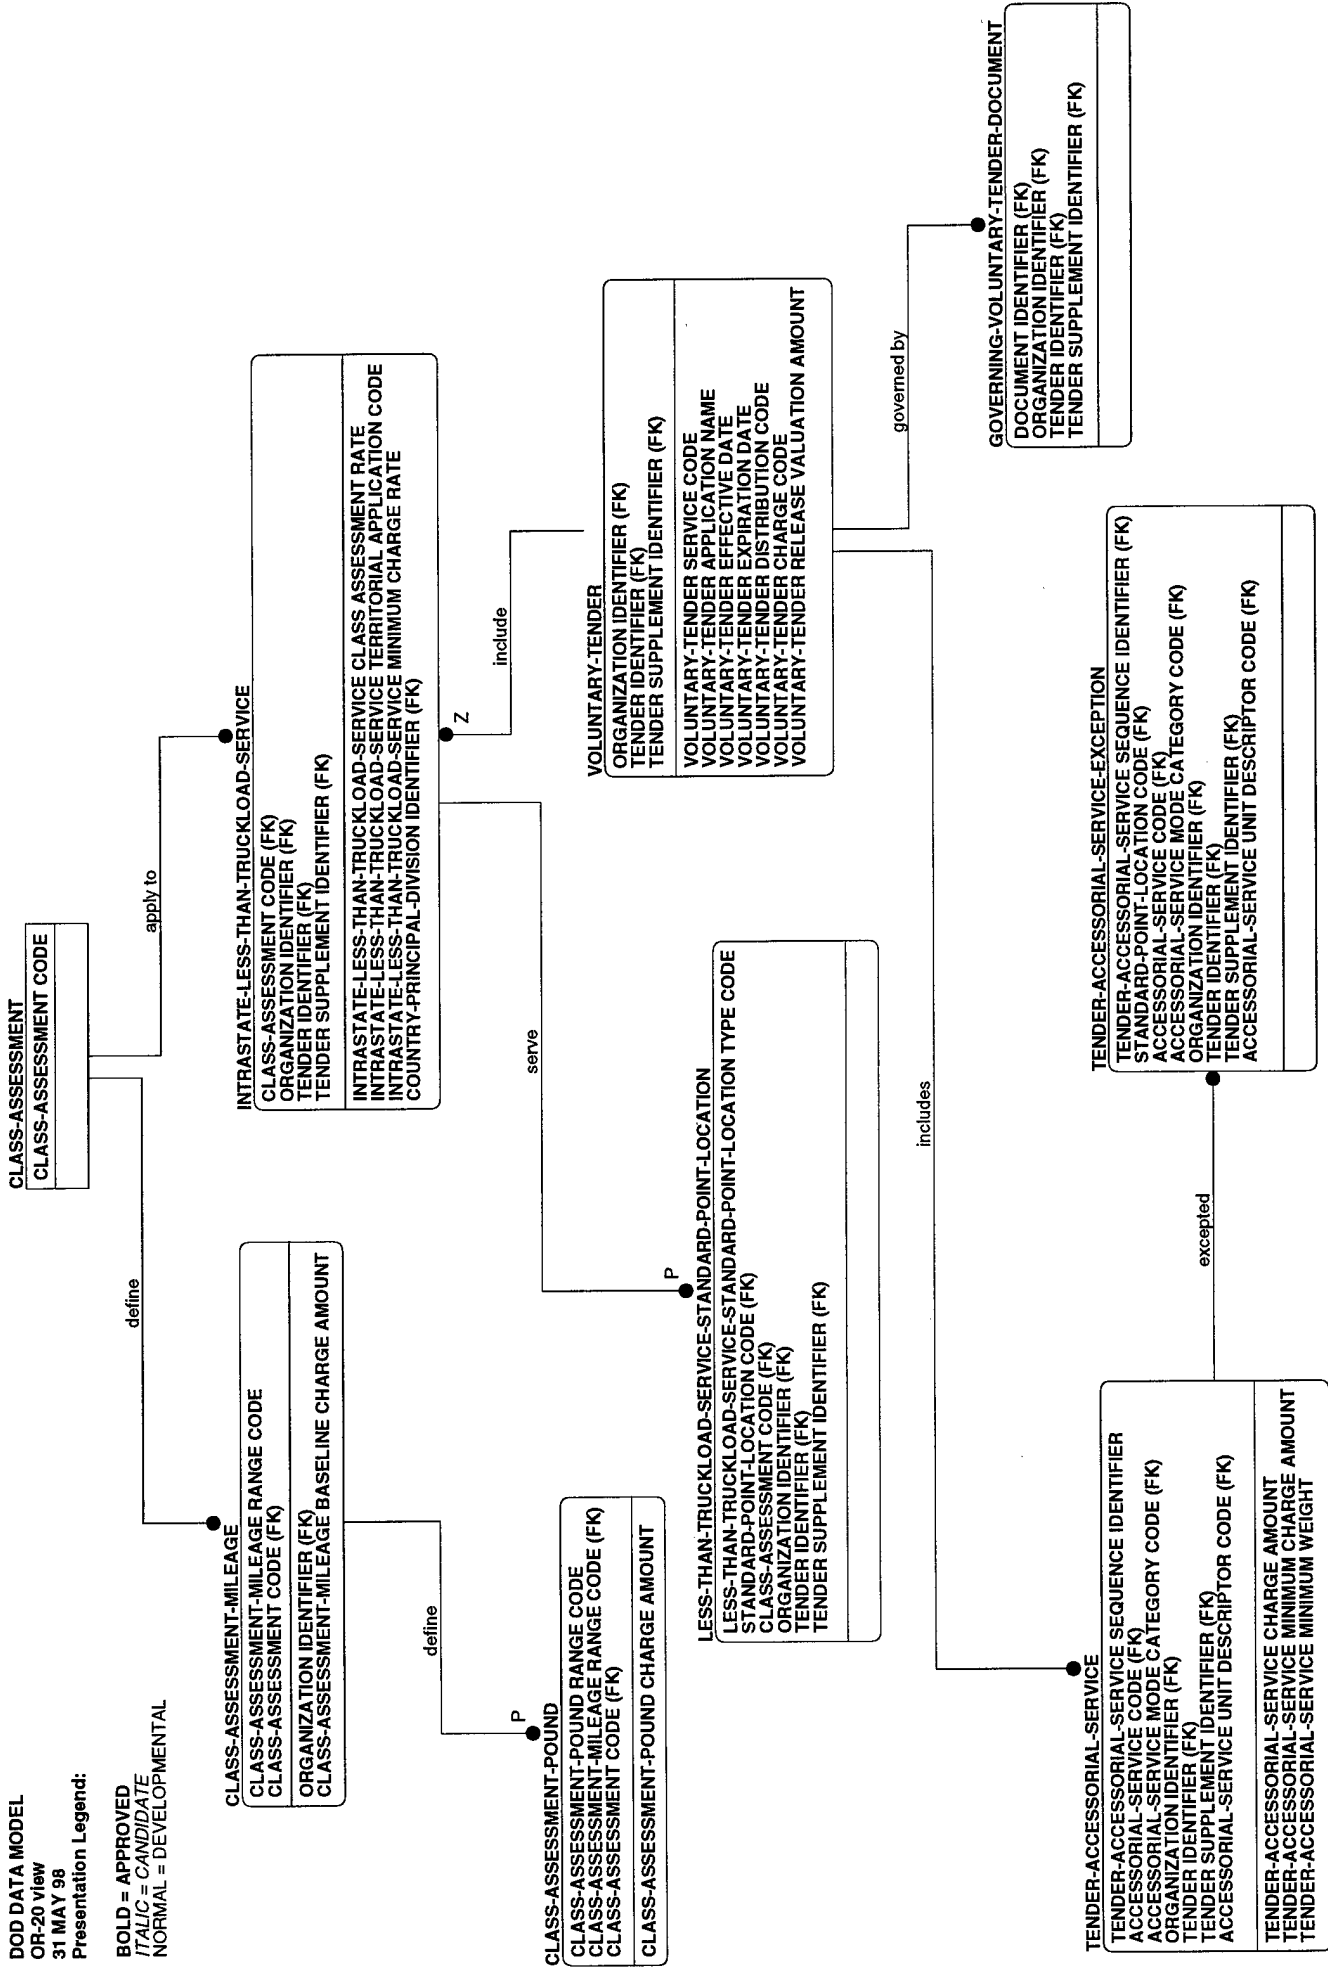 DOD DATA MODEL
OR-20 view
31 MAY 98
Presentation Legend:
BOLD = APPROVED
ITALIC = CANDIDATE
NORMAL = DEVELOPMENTAL
CLASS-ASSESSMENT
CLASS-ASSESSMENT CODE
define
apply to
CLASS-ASSESSMENT-MILEAGE
CLASS-ASSESSMENT-MILEAGE RANGE CODE
CLASS-ASSESSMENT CODE (FK)
ORGANIZATION IDENTIFIER (FK)
CLASS-ASSESSMENT-MILEAGE BASELINE CHARGE AMOUNT
INTRASTATE-LESS-THAN-TRUCKLOAD-SERVICE
CLASS-ASSESSMENT CODE (FK)
ORGANIZATION IDENTIFIER (FK)
TENDER IDENTIFIER (FK)
TENDER SUPPLEMENT IDENTIFIER (FK)
INTRASTATE-LESS-THAN-TRUCKLOAD-SERVICE CLASS ASSESSMENT RATE
INTRASTATE-LESS-THAN-TRUCKLOAD-SERVICE TERRITORIAL APPLICATION CODE
INTRASTATE-LESS-THAN-TRUCKLOAD-SERVICE MINIMUM CHARGE RATE
COUNTRY-PRINCIPAL-DIVISION IDENTIFIER (FK)
define
P
serve
P
Z
include
CLASS-ASSESSMENT-POUND
CLASS-ASSESSMENT-POUND RANGE CODE
CLASS-ASSESSMENT-MILEAGE RANGE CODE (FK)
CLASS-ASSESSMENT CODE (FK)
CLASS-ASSESSMENT-POUND CHARGE AMOUNT
LESS-THAN-TRUCKLOAD-SERVICE-STANDARD-POINT-LOCATION
LESS-THAN-TRUCKLOAD-SERVICE-STANDARD-POINT-LOCATION TYPE CODE
STANDARD-POINT-LOCATION CODE (FK)
CLASS-ASSESSMENT CODE (FK)
ORGANIZATION IDENTIFIER (FK)
TENDER IDENTIFIER (FK)
TENDER SUPPLEMENT IDENTIFIER (FK)
VOLUNTARY-TENDER
ORGANIZATION IDENTIFIER (FK)
TENDER IDENTIFIER (FK)
TENDER SUPPLEMENT IDENTIFIER (FK)
VOLUNTARY-TENDER SERVICE CODE
VOLUNTARY-TENDER APPLICATION NAME
VOLUNTARY-TENDER EFFECTIVE DATE
VOLUNTARY-TENDER EXPIRATION DATE
VOLUNTARY-TENDER DISTRIBUTION CODE
VOLUNTARY-TENDER CHARGE CODE
VOLUNTARY-TENDER RELEASE VALUATION AMOUNT
includes
governed by
GOVERNING-VOLUNTARY-TENDER-DOCUMENT
DOCUMENT IDENTIFIER (FK)
ORGANIZATION IDENTIFIER (FK)
TENDER IDENTIFIER (FK)
TENDER SUPPLEMENT IDENTIFIER (FK)
TENDER-ACCESSORIAL-SERVICE
TENDER-ACCESSORIAL-SERVICE SEQUENCE IDENTIFIER
ACCESSORIAL-SERVICE CODE (FK)
ACCESSORIAL-SERVICE MODE CATEGORY CODE (FK)
ORGANIZATION IDENTIFIER (FK)
TENDER IDENTIFIER (FK)
TENDER SUPPLEMENT IDENTIFIER (FK)
ACCESSORIAL-SERVICE UNIT DESCRIPTOR CODE (FK)
TENDER-ACCESSORIAL-SERVICE CHARGE AMOUNT
TENDER-ACCESSORIAL-SERVICE MINIMUM CHARGE AMOUNT
TENDER-ACCESSORIAL-SERVICE MINIMUM WEIGHT
excepted
TENDER-ACCESSORIAL-SERVICE-EXCEPTION
TENDER-ACCESSORIAL-SERVICE SEQUENCE IDENTIFIER (FK)
STANDARD-POINT-LOCATION CODE (FK)
ACCESSORIAL-SERVICE CODE (FK)
ACCESSORIAL-SERVICE MODE CATEGORY CODE (FK)
ORGANIZATION IDENTIFIER (FK)
TENDER IDENTIFIER (FK)
TENDER SUPPLEMENT IDENTIFIER (FK)
ACCESSORIAL-SERVICE UNIT DESCRIPTOR CODE (FK)